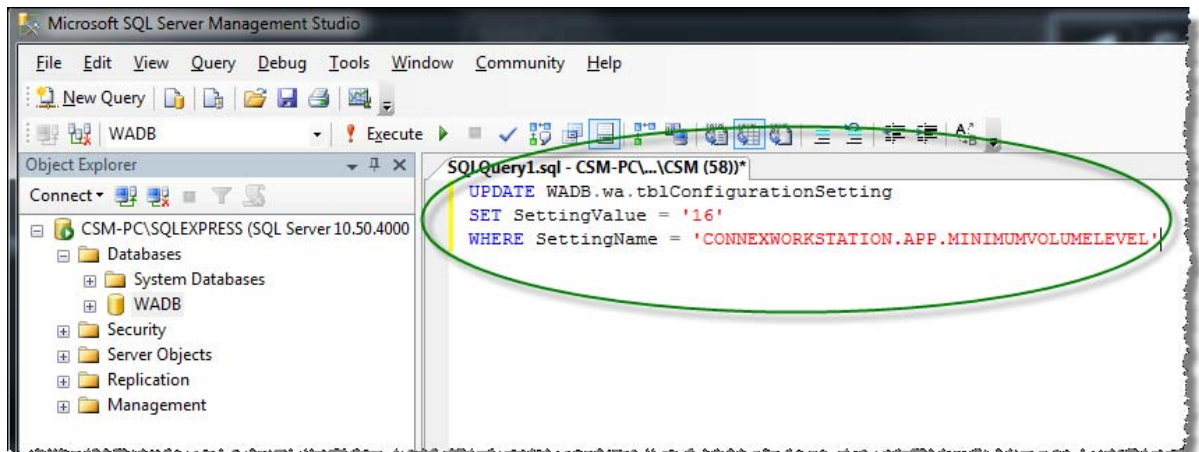 Microsoft SQL Server Management Studio
File Edit View Query Debug Tools Window Community Help
New Query
WADB Execute
Object Explorer
SQLQuery1.sql - CSM-PC\...\CSM (58))*
Connect
UPDATE WADB.wa.tblConfigurationSetting
SET SettingValue = '16'
WHERE SettingName = 'CONNEXWORKSTATION.APP.MINIMUMVOLUMELEVEL'
CSM-PC\SQLEXPRESS (SQL Server 10.50.4000
Databases
System Databases
WADB
Security
Server Objects
Replication
Management